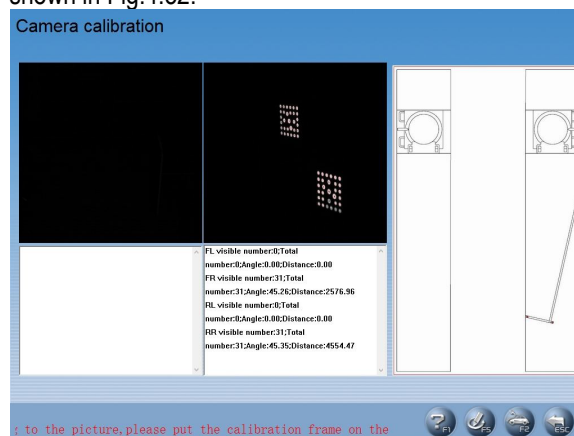 shown in Fig.4.32.
Camera calibration
FL visible number:0;Total
number:0;Angle:0.00;Distance:0.00
FR visible number:31;Total
number:31;Angle:45.26;Distance:2576.96
RL visible number:0;Total
number:0;Angle:0.00;Distance:0.00
RR visible number:31;Total
number:31;Angle:45.35;Distance:4554.47
to the picture,please put the calibration frame on the
F1
F5
F2
ESC